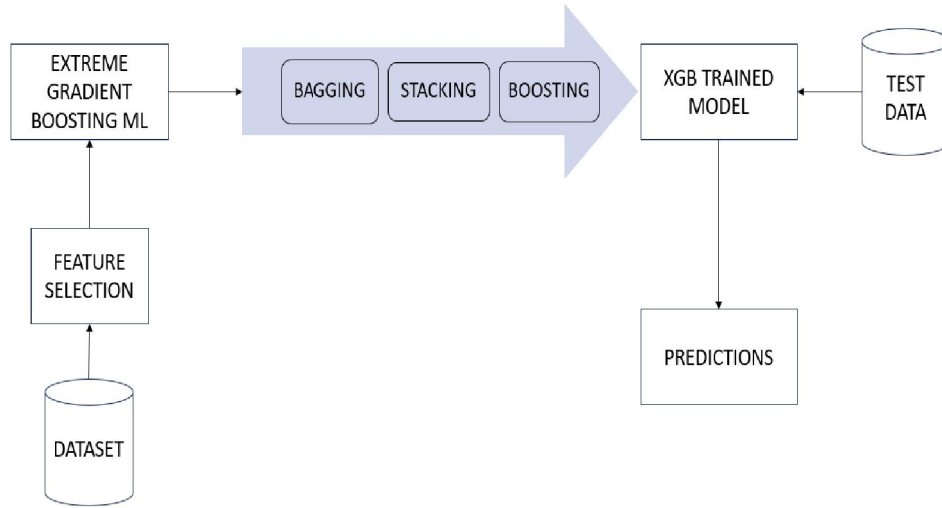 EXTREME
GRADIENT
BOOSTING ML
BAGGING
STACKING
BOOSTING
XGB TRAINED
MODEL
TEST
DATA
FEATURE
SELECTION
PREDICTIONS
DATASET